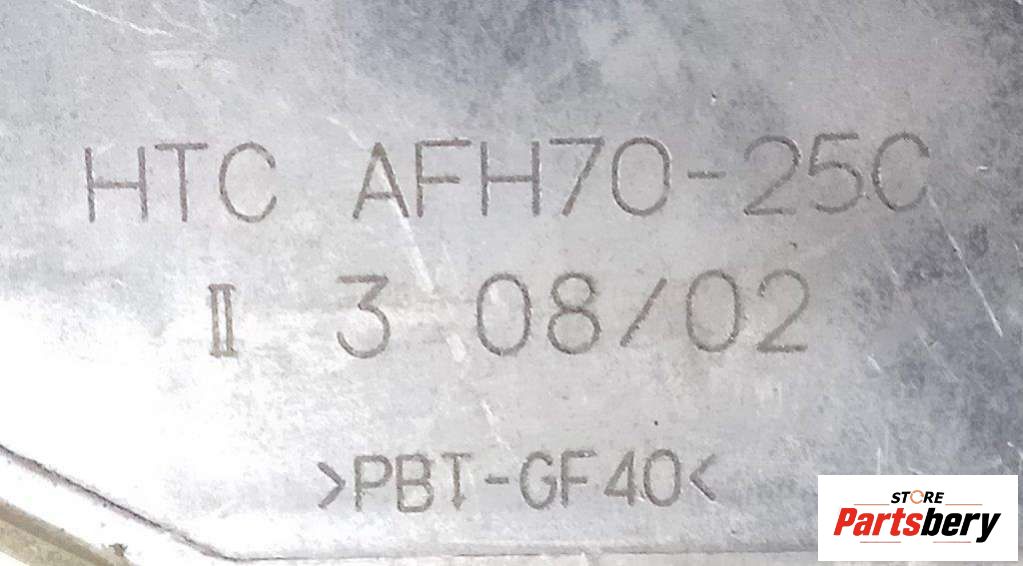 HTC AFH70-25C
II 3 08/02
>PBT-GF40<
STORE
Partsbery